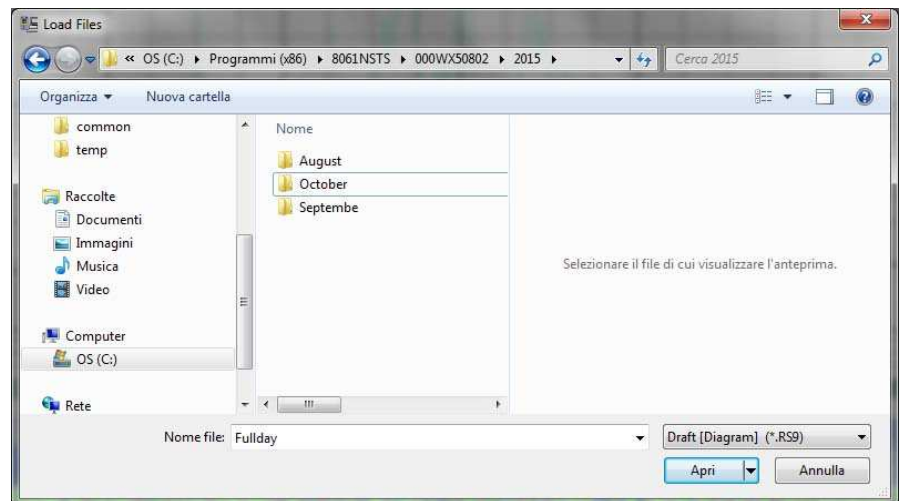 Load Files
« OS (C:) ▸ Programmi (x86) ▸ 8061NSTS ▸ 000WX50802 ▸ 2015 ▸
Cerca 2015
Organizza
Nuova cartella
common
temp
Raccolte
Documenti
Immagini
Musica
Video
Computer
OS (C:)
Rete
Nome
August
October
Septembe
Selezionare il file di cui visualizzare l'anteprima.
Nome file: Fullday
Draft [Diagram] (*.RS9)
Apri
Annulla